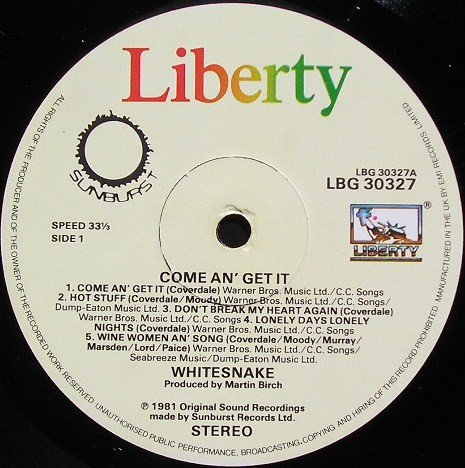 Liberty
SUNBURST
LBG 30327A
LBG 30327
SPEED 33⅓
SIDE 1
®
LIBERTY
COME AN' GET IT
1. COME AN' GET IT (Coverdale) Warner Bros. Music Ltd./C.C. Songs
2. HOT STUFF (Coverdale/Moody) Warner Bros. Music Ltd./C.C. Songs/
Dump-Eaton Music Ltd. 3. DON'T BREAK MY HEART AGAIN (Coverdale)
Warner Bros. Music Ltd./C.C. Songs 4. LONELY DAYS LONELY
NIGHTS (Coverdale) Warner Bros. Music Ltd./C.C. Songs
5. WINE WOMEN AN' SONG (Coverdale/Moody/Murray/
Marsden/Lord/Paice) Warner Bros. Music Ltd./C.C. Songs/
Seabreeze Music/Dump-Eaton Music Ltd.
WHITESNAKE
Produced by Martin Birch
℗ 1981 Original Sound Recordings
made by Sunburst Records Ltd.
STEREO
ALL RIGHTS OF THE PRODUCER AND OF THE OWNER OF THE RECORDED WORK RESERVED. UNAUTHORISED PUBLIC PERFORMANCE, BROADCASTING, COPYING AND HIRING OF THIS RECORD PROHIBITED. MANUFACTURED IN THE UK BY EMI RECORDS LIMITED